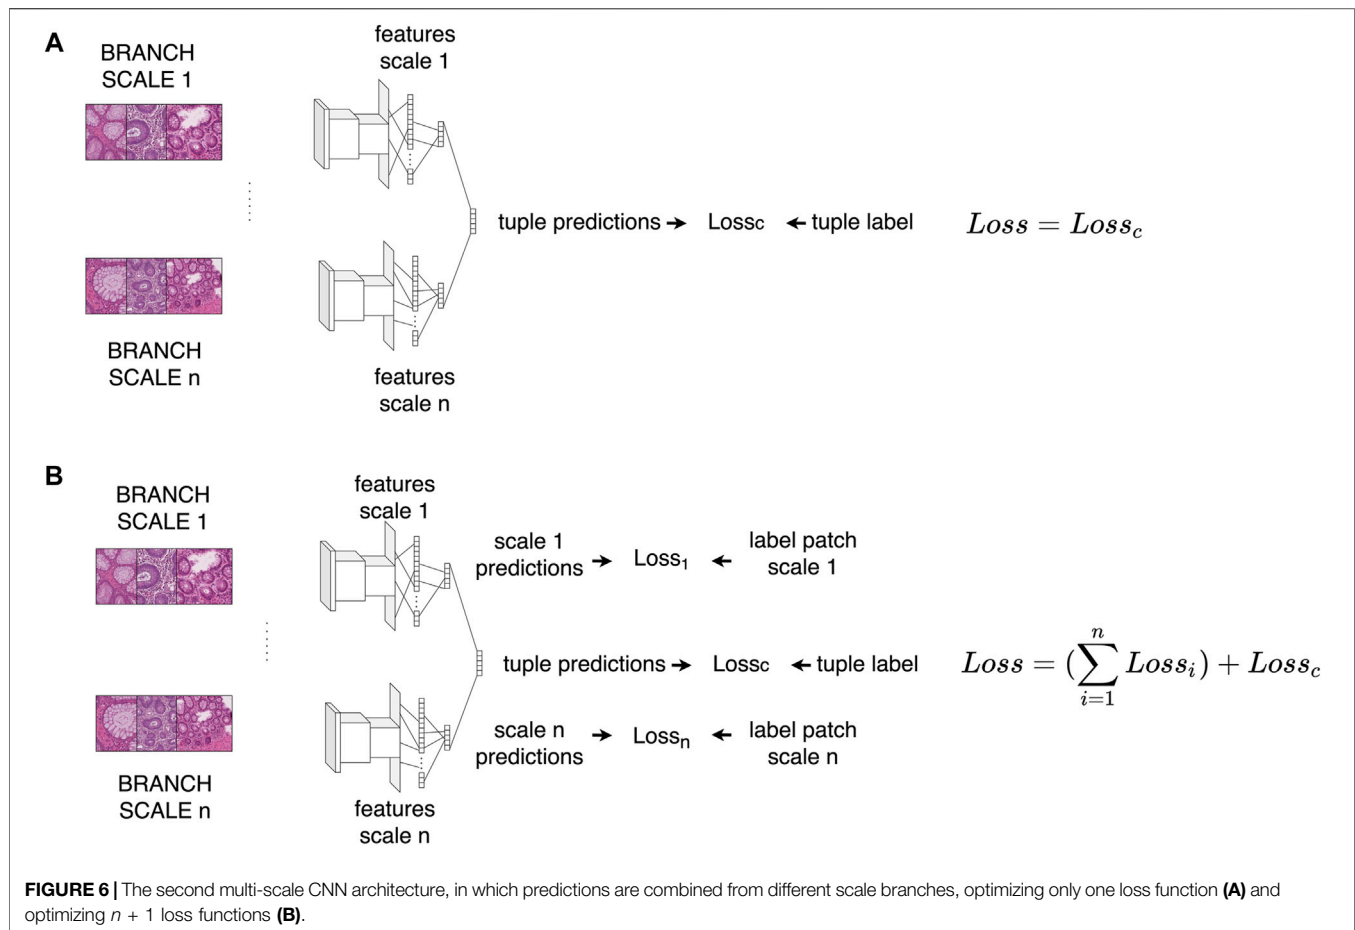 A
BRANCH
SCALE 1
features
scale 1
tuple predictions → Lossc ← tuple label
Loss = Loss_c
BRANCH
SCALE n
features
scale n
B
BRANCH
SCALE 1
features
scale 1
scale 1
predictions → Loss₁ ← label patch
scale 1
tuple predictions → Lossc ← tuple label
Loss = (∑_{i=1}^{n} Loss_i) + Loss_c
scale n
predictions → Lossₙ ← label patch
scale n
BRANCH
SCALE n
features
scale n
FIGURE 6 | The second multi-scale CNN architecture, in which predictions are combined from different scale branches, optimizing only one loss function (A) and
optimizing n + 1 loss functions (B).